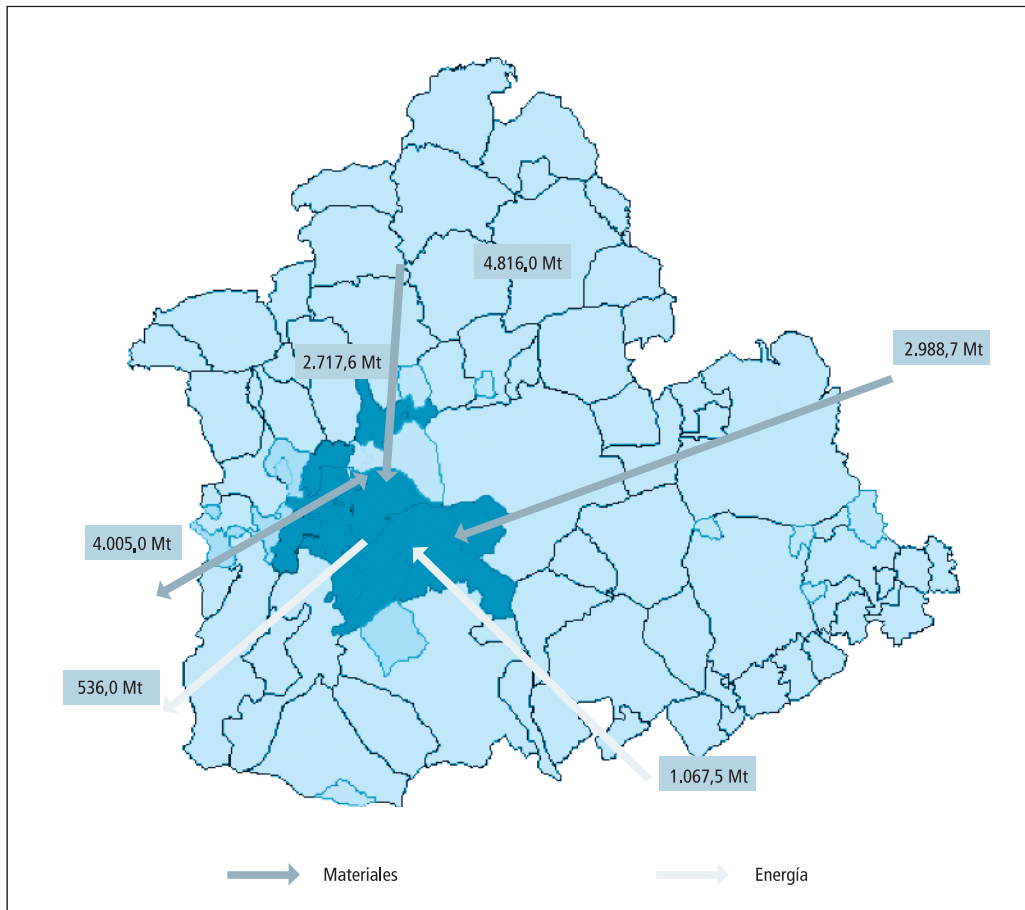 4.816,0 Mt
2.988,7 Mt
2.717,6 Mt
4.005,0 Mt
536,0 Mt
1.067,5 Mt
Materiales
Energía